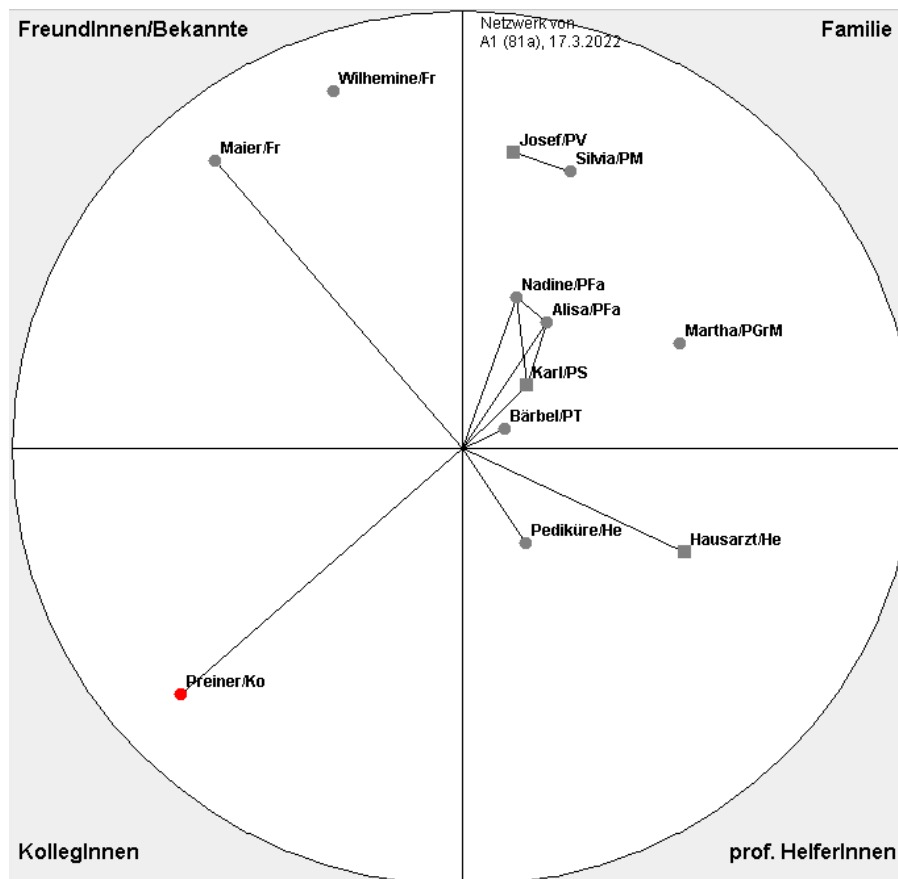 FreundInnen/Bekannte
Netzwerk von
A1 (81a), 17.3.2022
Familie
Wilhemine/Fr
Maier/Fr
Josef/PV
Silvia/PM
Nadine/PFa
Alisa/PFa
Martha/PGrM
Karl/PS
Bärbel/PT
Pediküre/He
Hausarzt/He
Preiner/Ko
KollegInnen
prof. HelferInnen